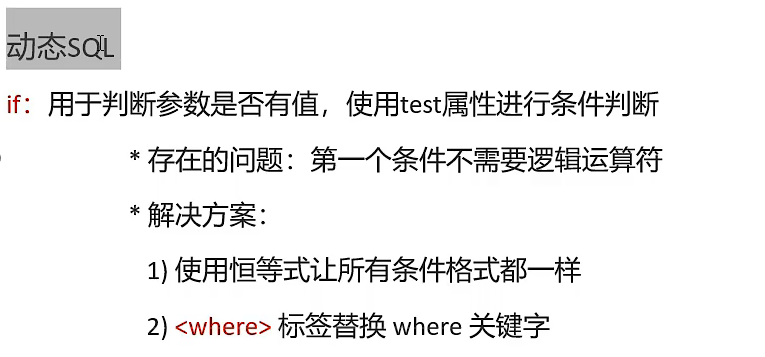 动态SQL
if：用于判断参数是否有值，使用test属性进行条件判断
* 存在的问题：第一个条件不需要逻辑运算符
* 解决方案：
1) 使用恒等式让所有条件格式都一样
2) <where> 标签替换 where 关键字